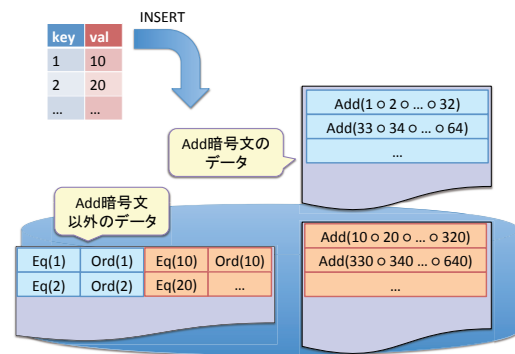 INSERT
key val
1 10
2 20
... ...
Add(1 o 2 o ... o 32)
Add(33 o 34 o ... o 64)
...
Add暗号文の
データ
Add暗号文
以外のデータ
Add(10 o 20 o ... o 320)
Add(330 o 340 ... o 640)
...
Eq(1) Ord(1) Eq(10) Ord(10)
Eq(2) Ord(2) Eq(20) ...